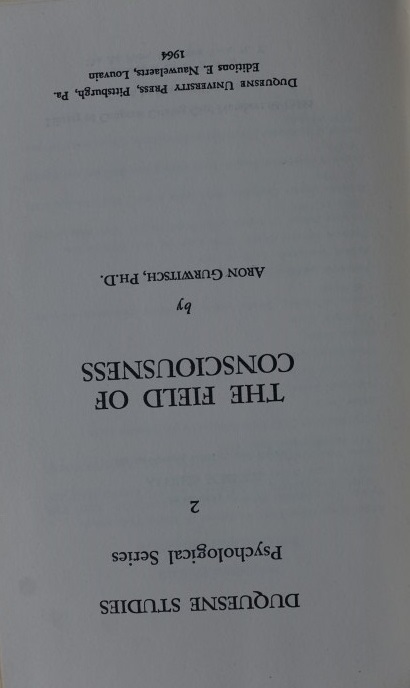 DUQUESNE STUDIES
Psychological Series
2
THE FIELD OF
CONSCIOUSNESS
by
ARON GURWITSCH, PH.D.
DUQUESNE UNIVERSITY PRESS, Pittsburgh, Pa.
Editions E. Nauwelaerts, Louvain
1964